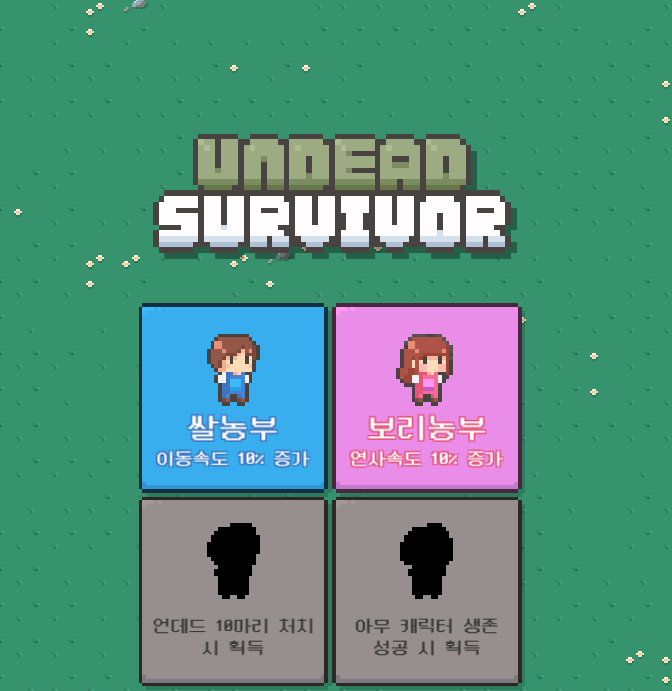 UNDEAD
SURVIVOR
쌀농부
이동속도 10% 증가
보리농부
연사속도 10% 증가
언데드 10마리 처치
시 획득
아무 캐릭터 생존
성공 시 획득